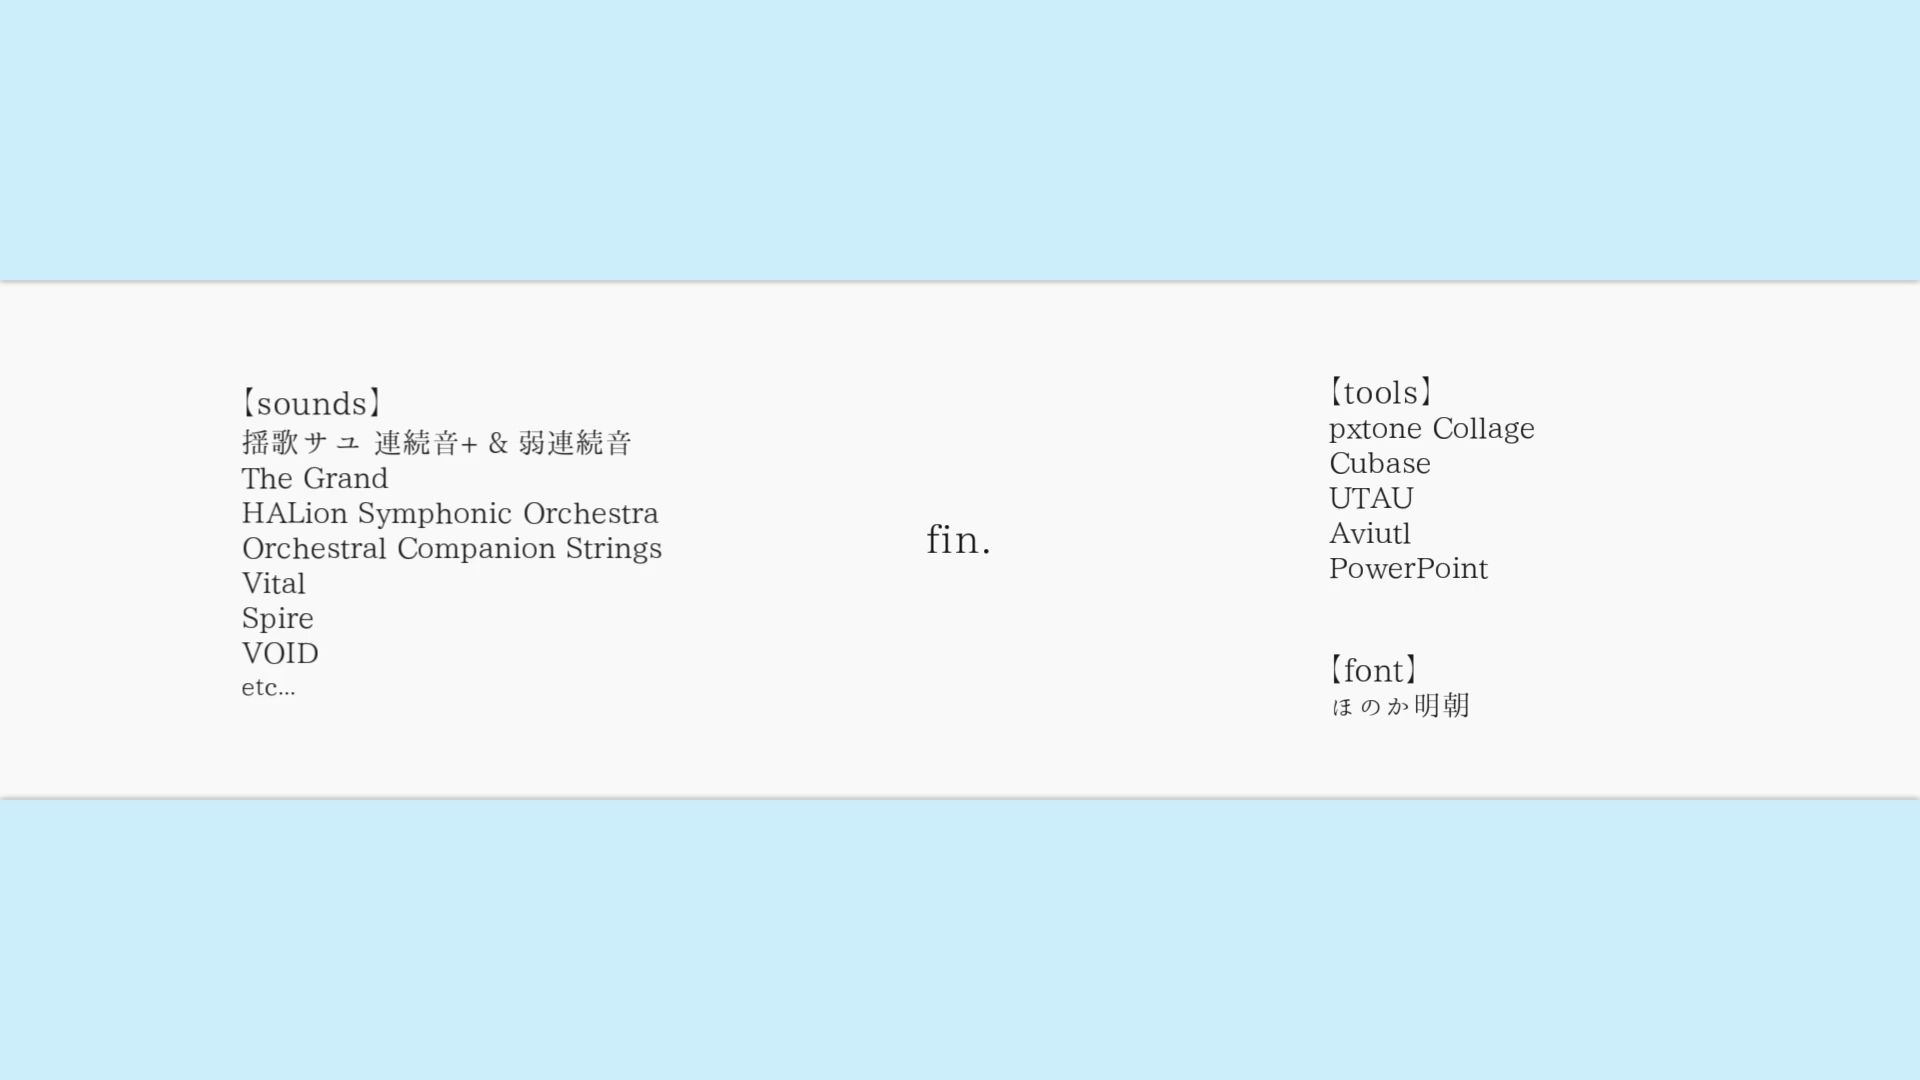 【sounds】
揺歌サユ 連続音+ & 弱連続音
The Grand
HALion Symphonic Orchestra
Orchestral Companion Strings
Vital
Spire
VOID
etc...
fin.
【tools】
pxtone Collage
Cubase
UTAU
Aviutl
PowerPoint
【font】
ほのか明朝